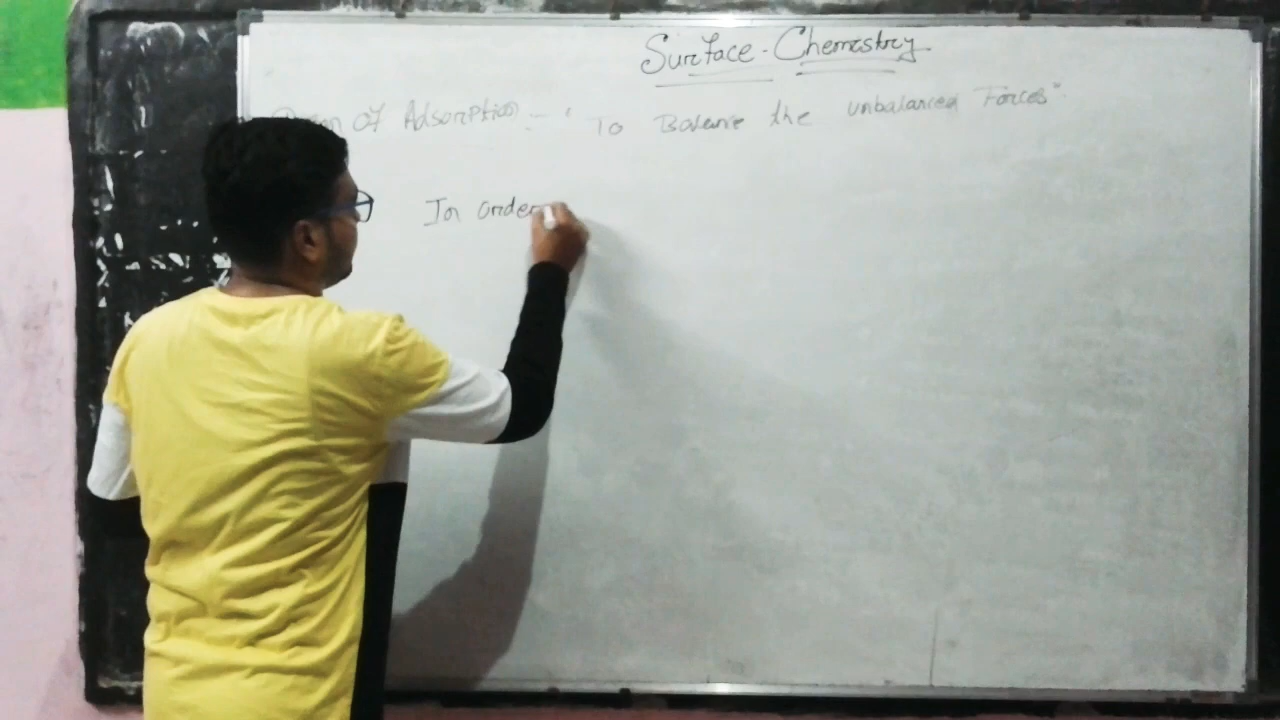 Surface - Chemistry
of Adsorption :- "To Balance the unbalanced Forces".
In order